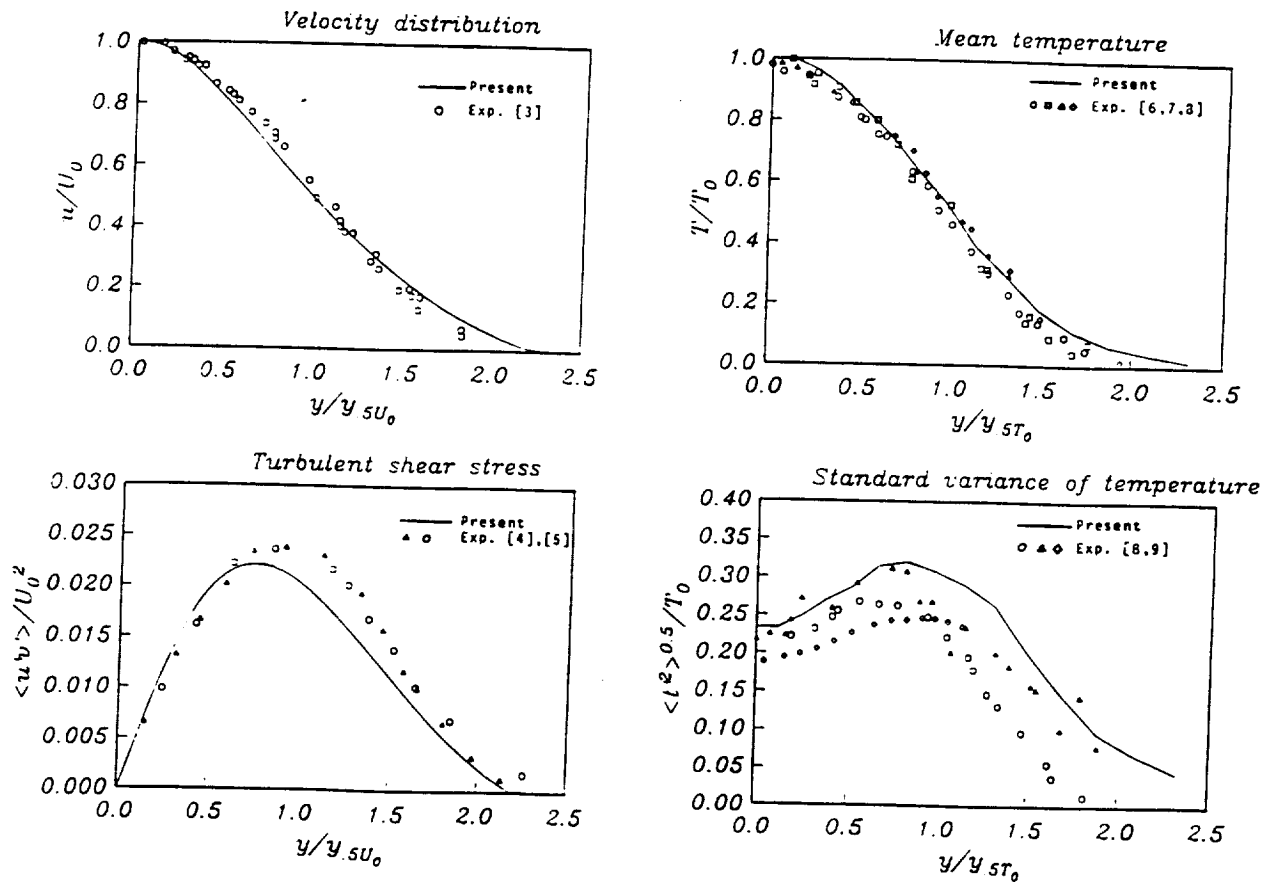 Velocity distribution
1.0
0.8
0.6
0.4
0.2
0.0
u/U0
Present
Exp. [3]
0.0 0.5 1.0 1.5 2.0 2.5
y/y.5U0
Mean temperature
1.0
0.8
0.6
0.4
0.2
0.0
T/T0
Present
Exp. [6,7,8]
0.0 0.5 1.0 1.5 2.0 2.5
y/y.5T0
Turbulent shear stress
0.030
0.025
0.020
0.015
0.010
0.005
0.000
<u'v'>/U0^2
Present
Exp. [4],[5]
0.0 0.5 1.0 1.5 2.0 2.5
y/y.5U0
Standard variance of temperature
0.40
0.35
0.30
0.25
0.20
0.15
0.10
0.05
0.00
<t'^2>^0.5/T0
Present
Exp. [8,9]
0.0 0.5 1.0 1.5 2.0 2.5
y/y.5T0